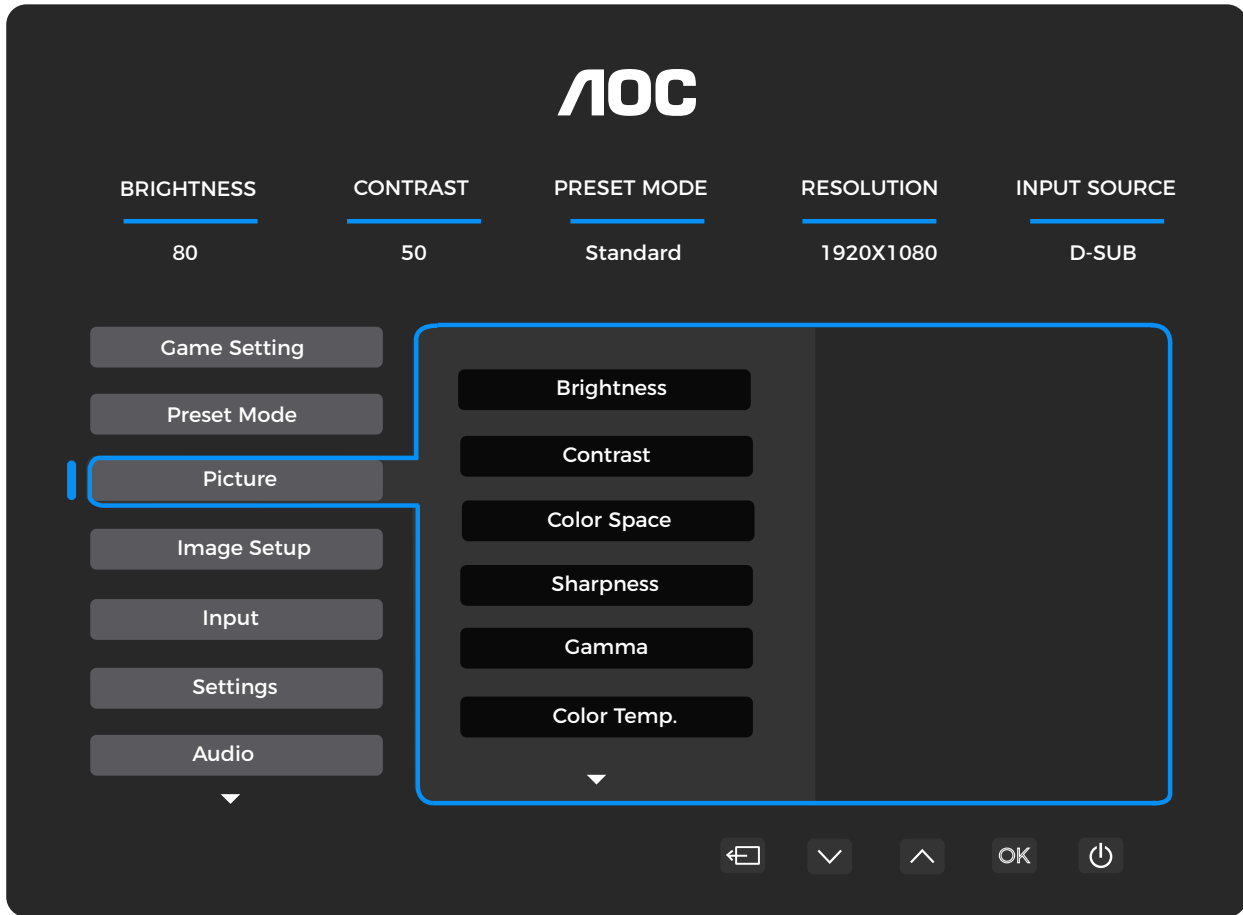 AOC
BRIGHTNESS CONTRAST PRESET MODE RESOLUTION INPUT SOURCE
80 50 Standard 1920X1080 D-SUB
Game Setting
Preset Mode
Picture
Image Setup
Input
Settings
Audio
Brightness
Contrast
Color Space
Sharpness
Gamma
Color Temp.
OK